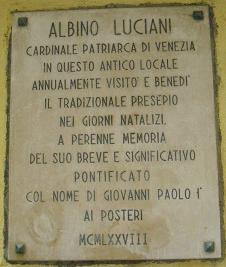 ALBINO LUCIANI
CARDINALE PATRIARCA DI VENEZIA
IN QUESTO ANTICO LOCALE
ANNUALMENTE VISITO' E BENEDI'
IL TRADIZIONALE PRESEPIO
NEI GIORNI NATALIZI.
A PERENNE MEMORIA
DEL SUO BREVE E SIGNIFICATIVO
PONTIFICATO
COL NOME DI GIOVANNI PAOLO I°
AI POSTERI
MCMLXXVIII